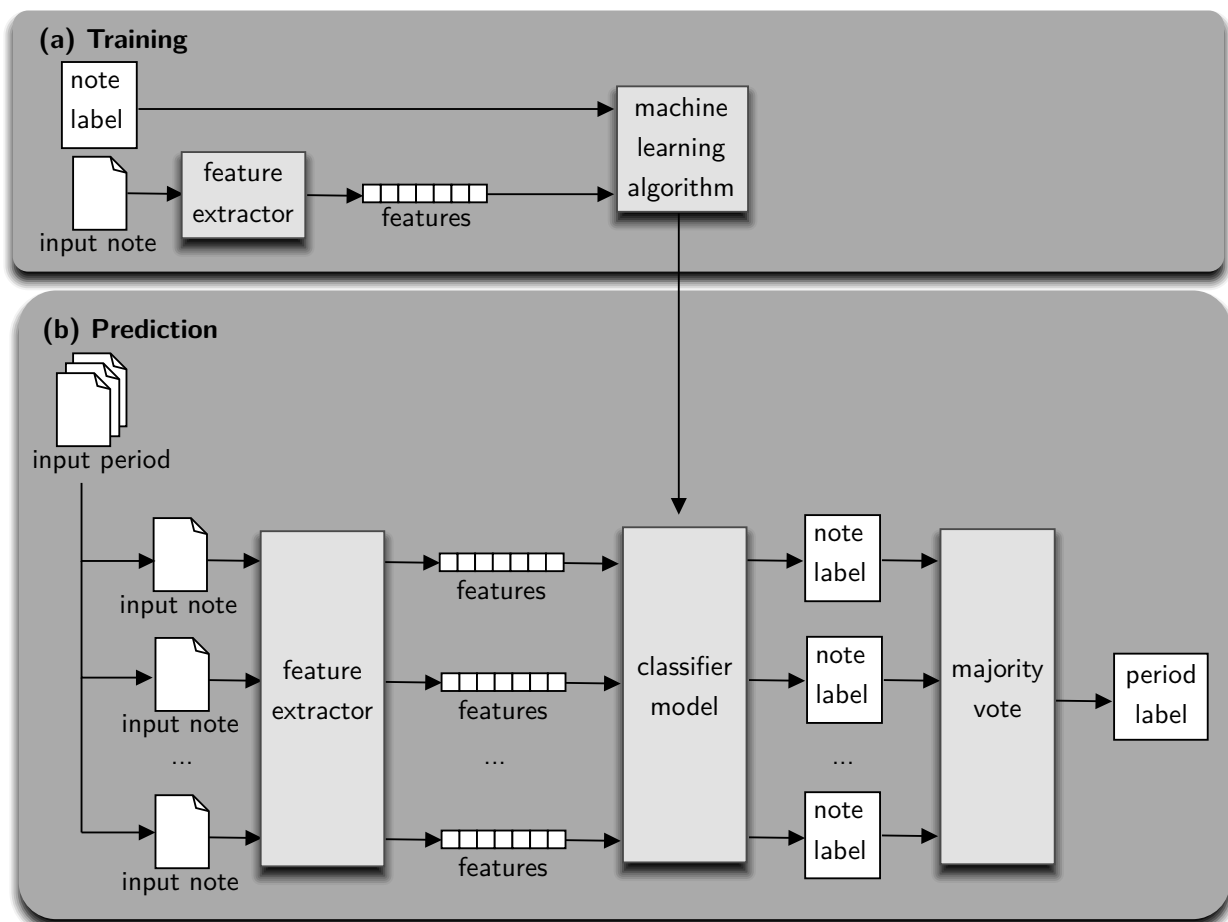 (a) Training
note
label
machine
learning
algorithm
feature
extractor
features
input note
(b) Prediction
input period
note
label
input note
features
feature
extractor
classifier
model
note
label
majority
vote
period
label
input note
features
...
...
...
note
label
input note
features